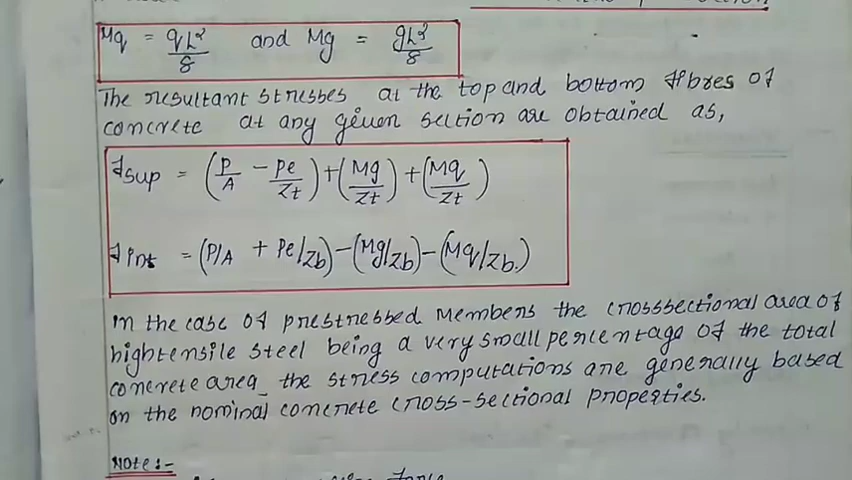 Mq = qL²/8 and Mg = gL²/8
The resultant stresses at the top and bottom fibres of
concrete at any given section are obtained as,
fsup = (P/A - Pe/Zt) + (Mg/Zt) + (Mq/Zt)
finf = (P/A + Pe/Zb) - (Mg/Zb) - (Mq/Zb)
In the case of prestressed members the crosssectional area of
hightensile steel being a very small percentage of the total
concrete area the stress computations are generally based
on the nominal concrete cross-sectional properties.
Note:-